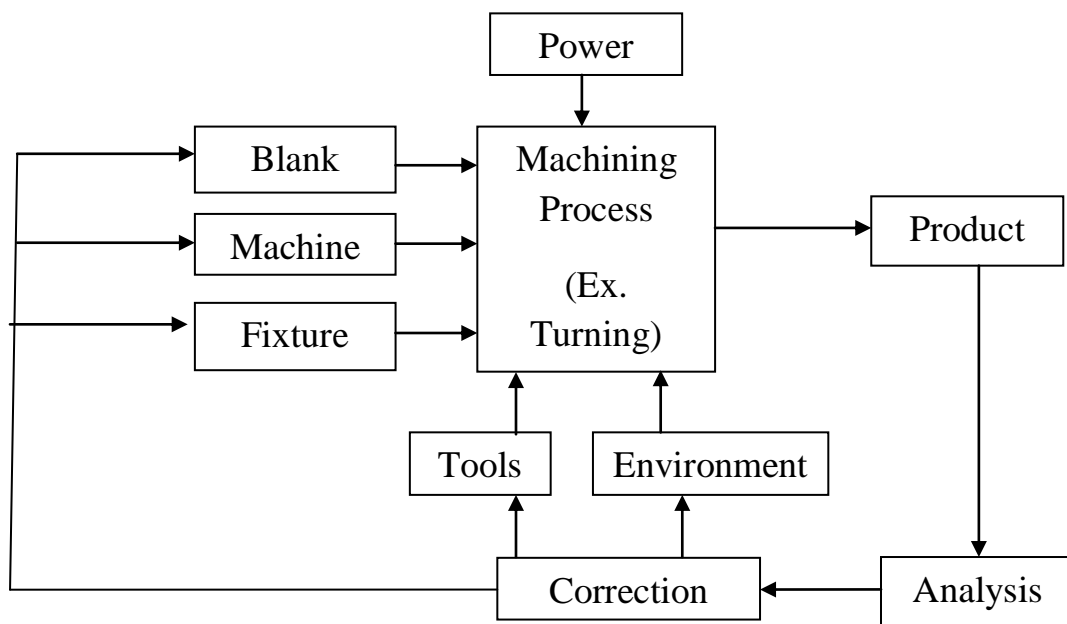 Power
Blank
Machine
Fixture
Machining
Process
(Ex.
Turning)
Product
Tools
Environment
Correction
Analysis